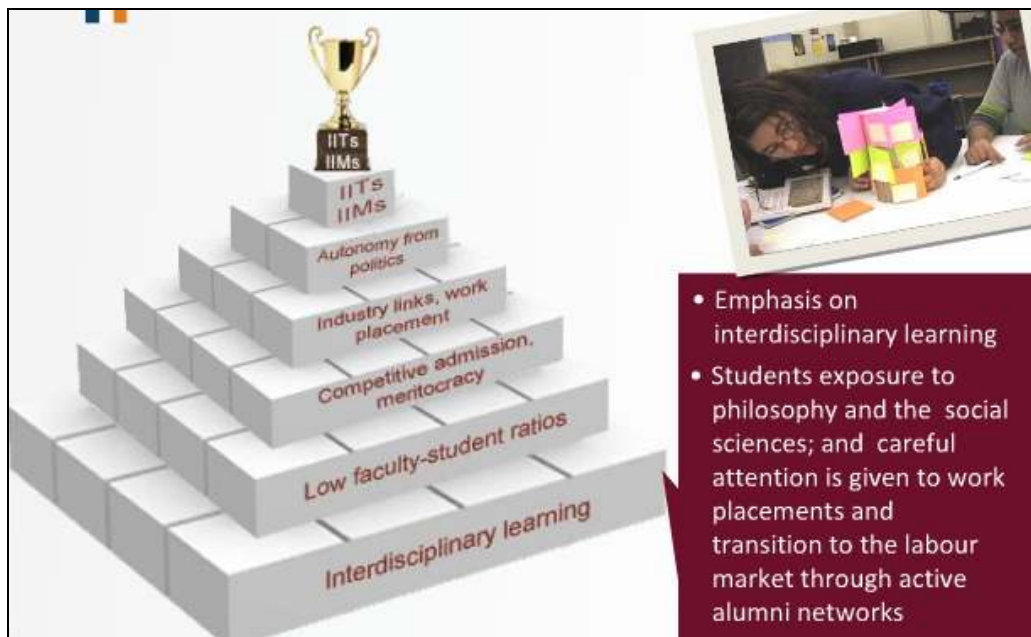 IITs
IIMs
IITs
IIMs
Autonomy from
politics
Industry links, work
placement
Competitive admission,
meritocracy
Low faculty-student ratios
Interdisciplinary learning
• Emphasis on
interdisciplinary learning
• Students exposure to
philosophy and the social
sciences; and careful
attention is given to work
placements and
transition to the labour
market through active
alumni networks